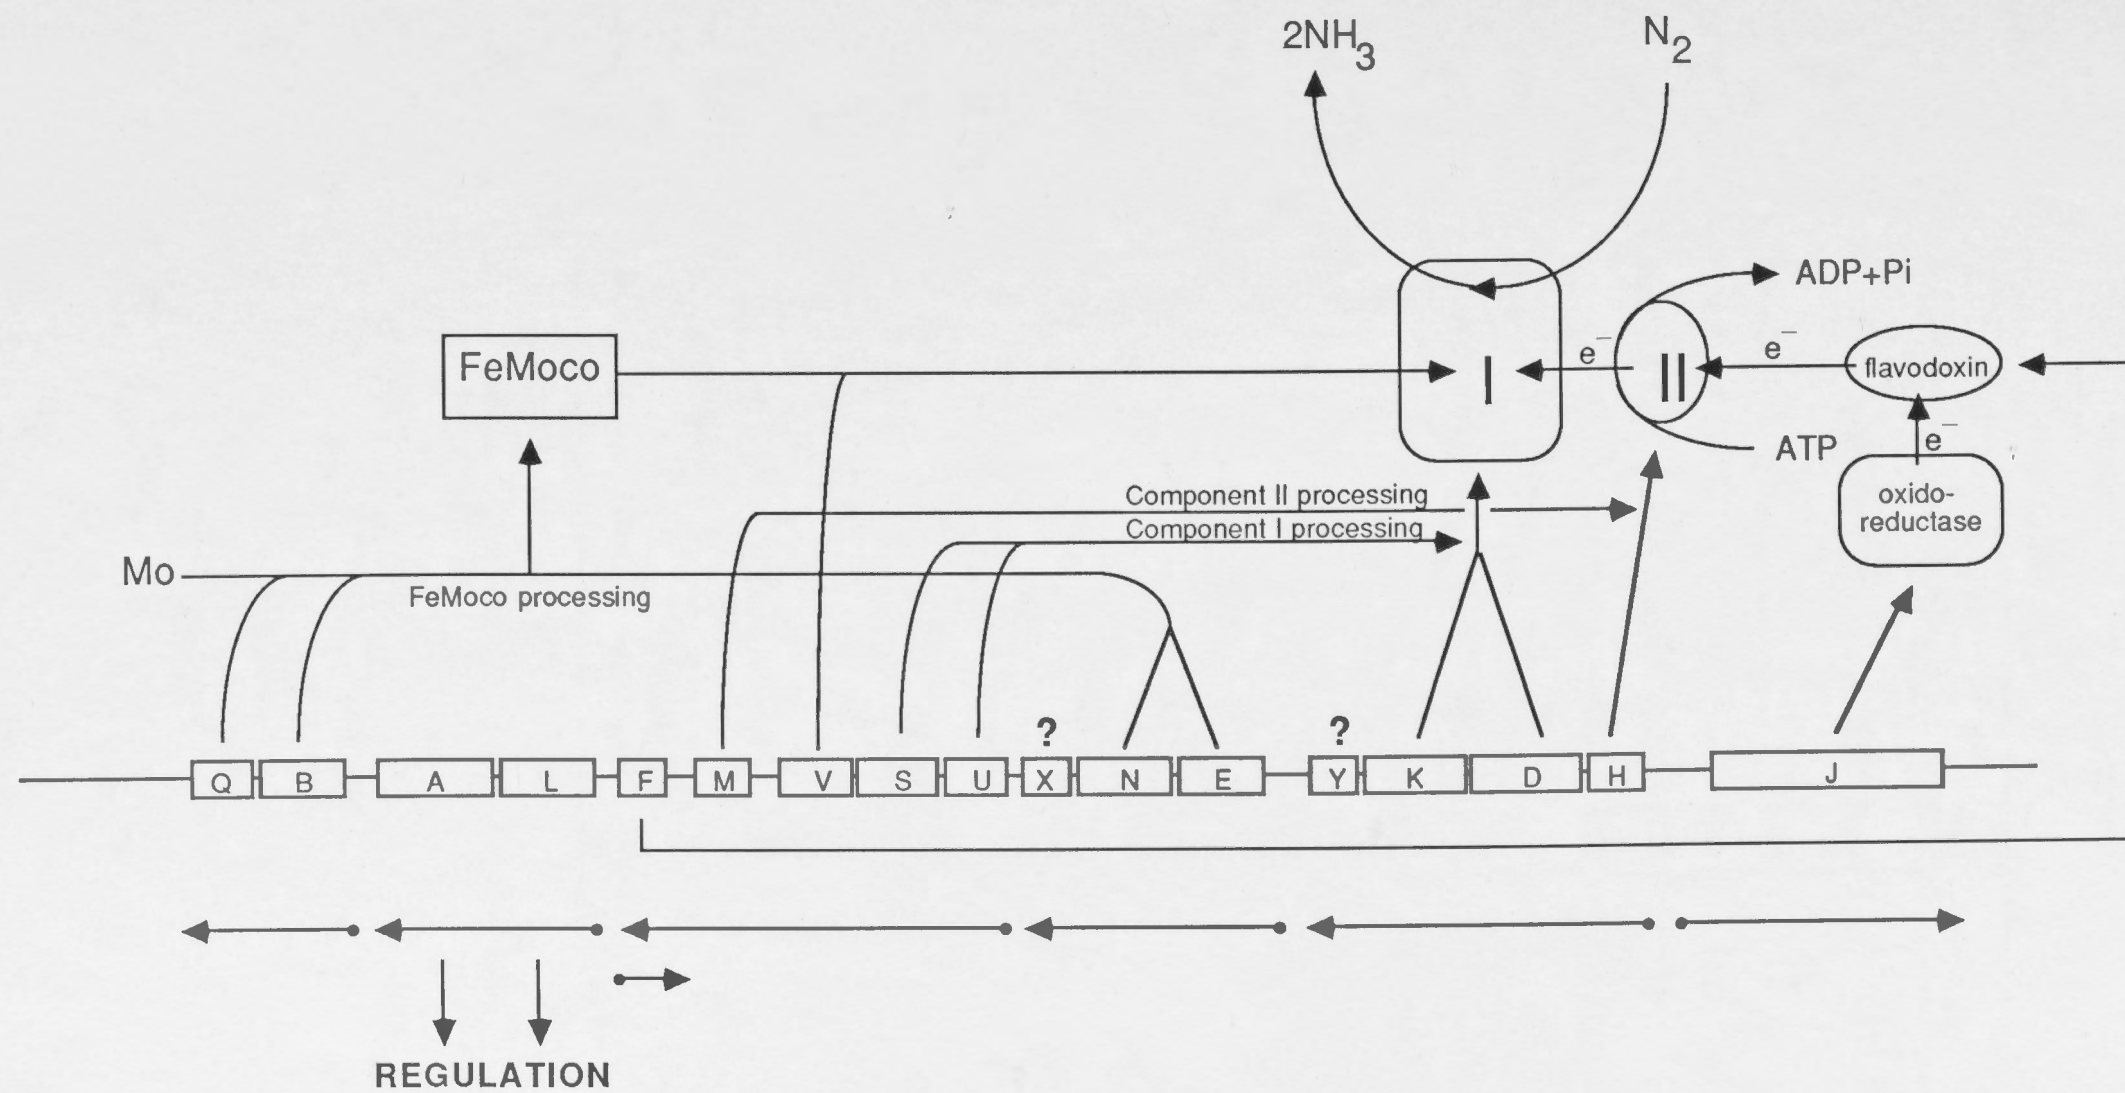 2NH3
N2
ADP+Pi
FeMoco
I
e–
II
e–
flavodoxin
ATP
e–
Component II processing
Component I processing
oxido-
reductase
Mo
FeMoco processing
?
?
Q B A L F M V S U X N E Y K D H J
REGULATION